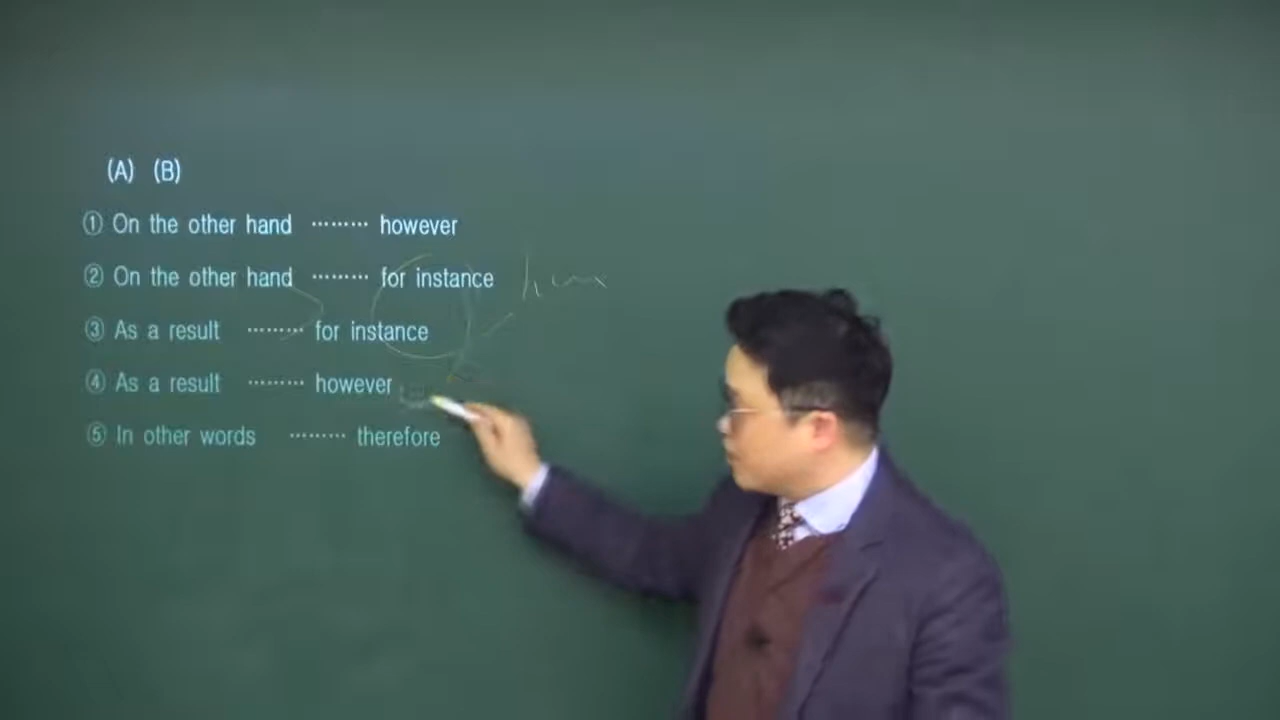 (A) (B)
① On the other hand ········· however
② On the other hand ········· for instance
③ As a result ········· for instance
④ As a result ········· however
⑤ In other words ········· therefore